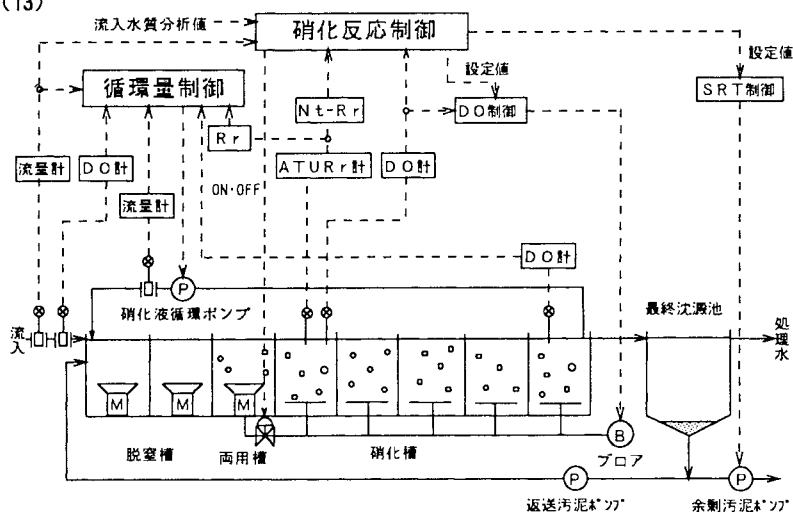 (13)
流入水質分析値
硝化反応制御
設定値
設定値
循環量制御
Nt-Rr
DO制御
SRT制御
Rr
流量計
DO計
ATURr計
DO計
ON・OFF
流量計
DO計
P
硝化液循環ポンプ
最終沈澱池
流入
処理水
M
M
M
B
脱窒槽
両用槽
硝化槽
ブロア
P
P
返送汚泥ポンプ
余剰汚泥ポンプ